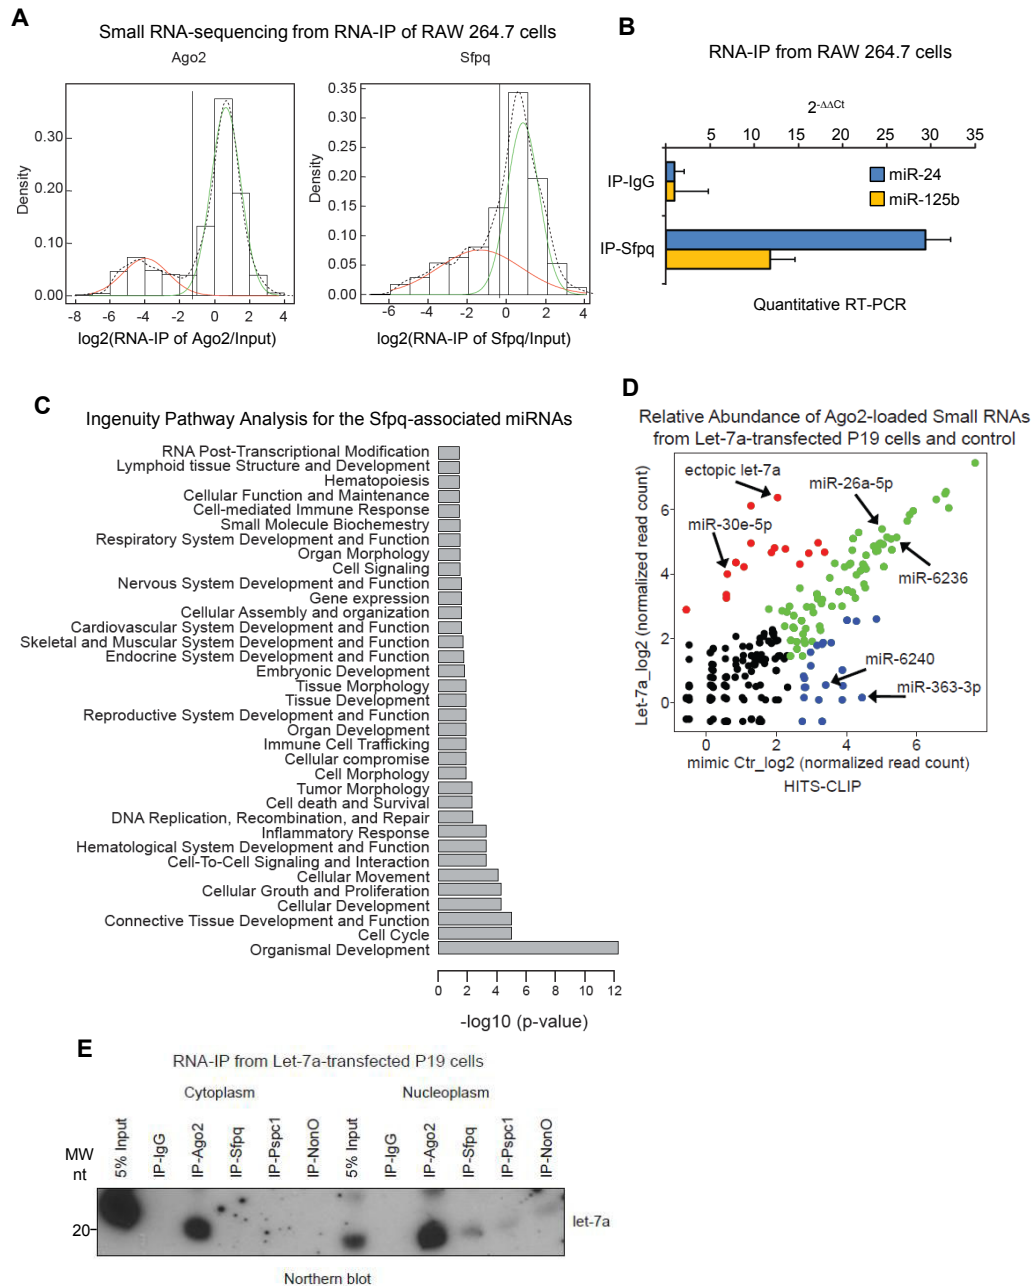 A
Small RNA-sequencing from RNA-IP of RAW 264.7 cells
Ago2
Sfpq
Density
0.30
0.20
0.10
0.00
-8 -6 -4 -2 0 2 4
log2(RNA-IP of Ago2/Input)
Density
0.35
0.30
0.20
0.10
0.00
-6 -4 -2 0 2 4
log2(RNA-IP of Sfpq/Input)
B
RNA-IP from RAW 264.7 cells
2-ΔΔCt
5 10 15 20 25 30 35
IP-IgG
IP-Sfpq
miR-24
miR-125b
Quantitative RT-PCR
C
Ingenuity Pathway Analysis for the Sfpq-associated miRNAs
RNA Post-Transcriptional Modification
Lymphoid tissue Structure and Development
Hematopoiesis
Cellular Function and Maintenance
Cell-mediated Immune Response
Small Molecule Biochemestry
Respiratory System Development and Function
Organ Morphology
Cell Signaling
Nervous System Development and Function
Gene expression
Cellular Assembly and organization
Cardiovascular System Development and Function
Skeletal and Muscular System Development and Function
Endocrine System Development and Function
Embryonic Development
Tissue Morphology
Tissue Development
Reproductive System Development and Function
Organ Development
Immune Cell Trafficking
Cellular compromise
Cell Morphology
Tumor Morphology
Cell death and Survival
DNA Replication, Recombination, and Repair
Inflammatory Response
Hematological System Development and Function
Cell-To-Cell Signaling and Interaction
Cellular Movement
Cellular Grouth and Proliferation
Cellular Development
Connective Tissue Development and Function
Cell Cycle
Organismal Development
0 2 4 6 8 10 12
-log10 (p-value)
D
Relative Abundance of Ago2-loaded Small RNAs
from Let-7a-transfected P19 cells and control
Let-7a_log2 (normalized read count)
6
4
2
0
ectopic let-7a
miR-26a-5p
miR-30e-5p
miR-6236
miR-6240
miR-363-3p
0 2 4 6
mimic Ctr_log2 (normalized read count)
HITS-CLIP
E
RNA-IP from Let-7a-transfected P19 cells
Cytoplasm
Nucleoplasm
5% Input
IP-IgG
IP-Ago2
IP-Sfpq
IP-Pspc1
IP-NonO
5% Input
IP-IgG
IP-Ago2
IP-Sfpq
IP-Pspc1
IP-NonO
MW
nt
20
let-7a
Northern blot